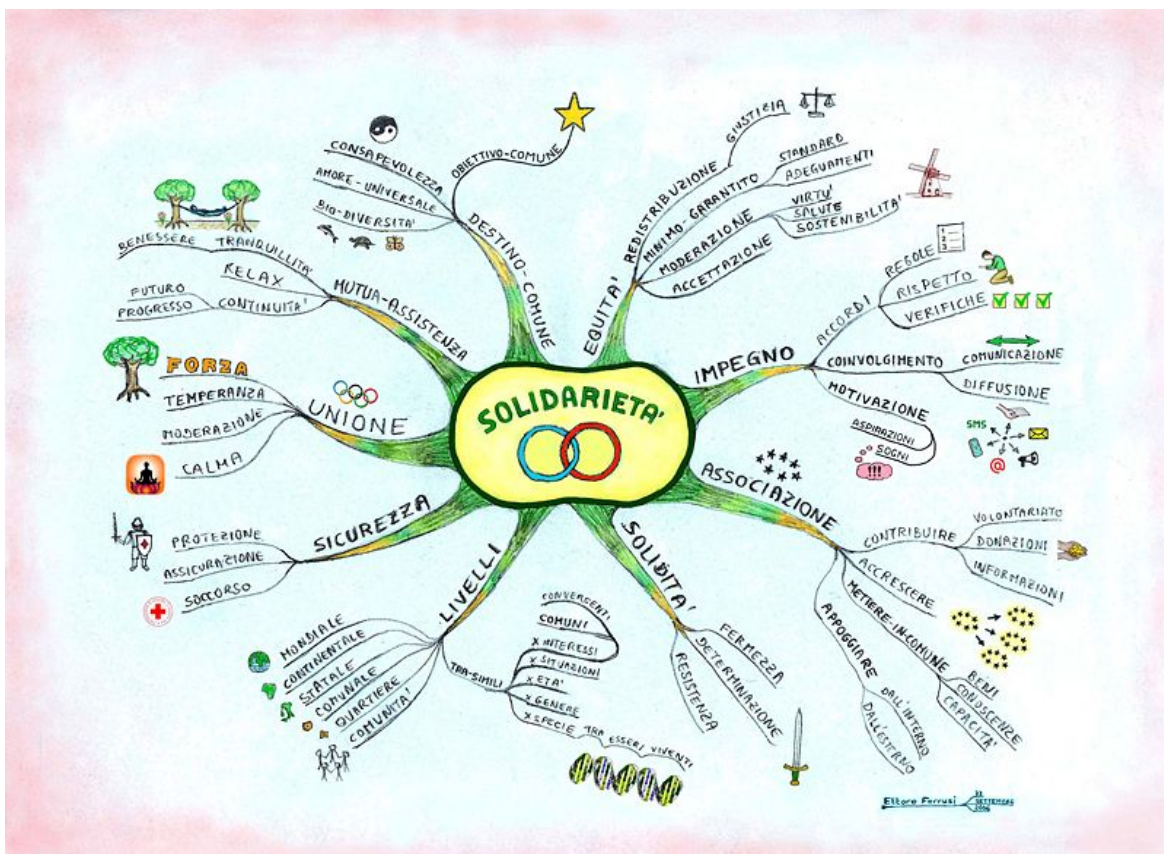 SOLIDARIETA'
EQUITA'
REDISTRIBUZIONE
GIUSTIZIA
MINIMO-GARANTITO
STANDARD
ADEGUAMENTI
MODERAZIONE
VIRTU'
SALUTE
SOSTENIBILITA'
ACCETTAZIONE
IMPEGNO
ACCORDI
REGOLE
1
2
3
RISPETTO
VERIFICHE
COINVOLGIMENTO
COMUNICAZIONE
DIFFUSIONE
MOTIVAZIONE
ASPIRAZIONI
SOGNI
!!!
SMS
@
ASSOCIAZIONE
CONTRIBUIRE
VOLONTARIATO
DONAZIONI
INFORMAZIONI
ACCRESCERE
METTERE-IN-COMUNE
BENI
CONOSCENZE
CAPACITA'
APPOGGIARE
DALL'INTERNO
DALL'ESTERNO
SOLIDITA'
FERMEZZA
DETERMINAZIONE
RESISTENZA
LIVELLI
TRA-SIMILI
CONVERGENTI
COMUNI
X INTERESSI
X SITUAZIONI
X ETA'
X GENERE
X SPECIE TRA ESSERI VIVENTI
MONDIALE
CONTINENTALE
STATALE
COMUNALE
QUARTIERE
COMUNITA'
SICUREZZA
PROTEZIONE
ASSICURAZIONE
SOCCORSO
UNIONE
FORZA
TEMPERANZA
MODERAZIONE
CALMA
MUTUA-ASSISTENZA
BENESSERE TRANQUILLITA'
RELAX
CONTINUITA'
FUTURO
PROGRESSO
DESTINO-COMUNE
OBIETTIVO-COMUNE
CONSAPEVOLEZZA
AMORE-UNIVERSALE
BIO-DIVERSITA'
Ettore Ferrusi
SETTEMBRE